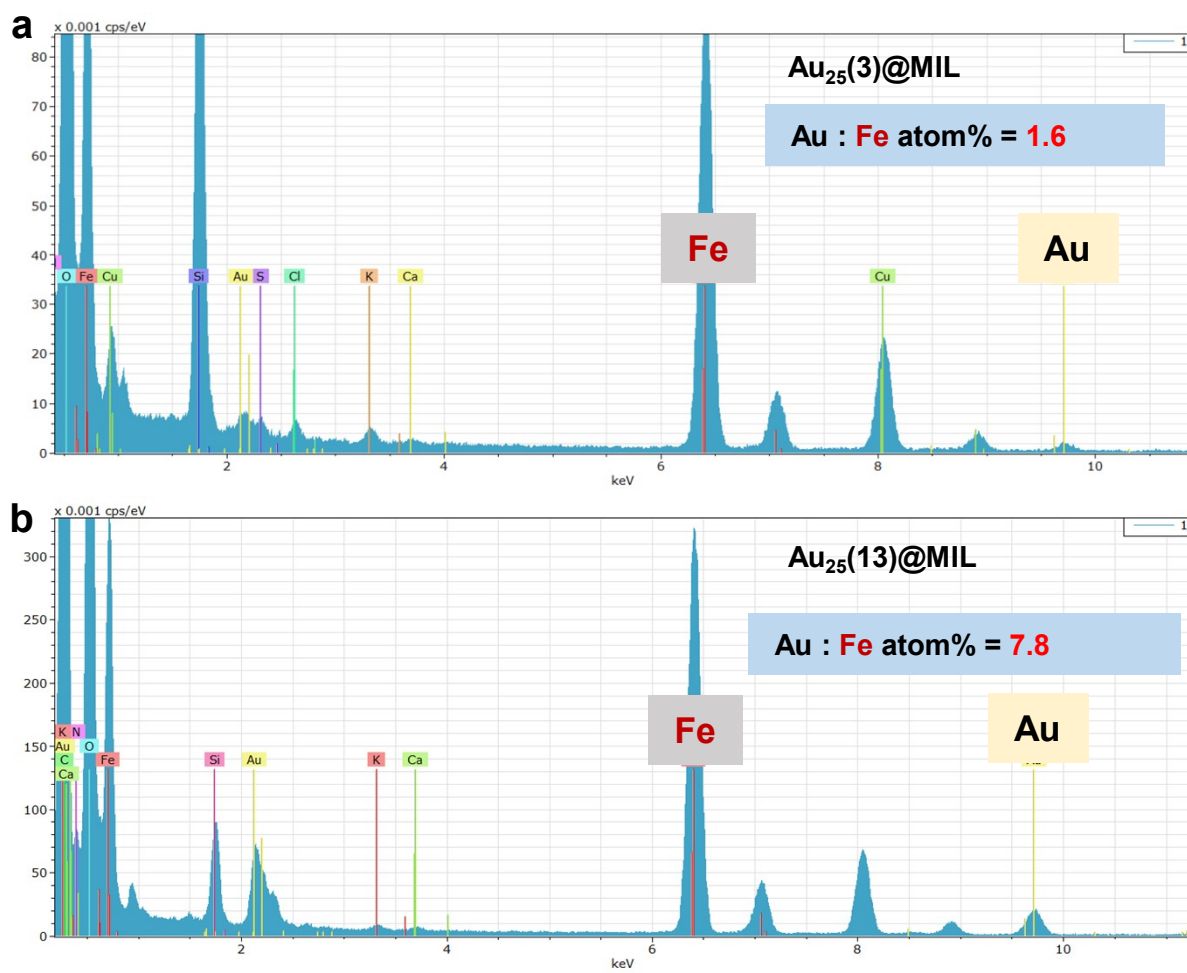 a
x 0.001 cps/eV
1
Au₂₅(3)@MIL
Au : Fe atom% = 1.6
80
70
60
50
40
30
20
10
0
Fe
Au
O Fe Cu Si Au S Cl K Ca Cu
2 4 6 8 10
keV
b
x 0.001 cps/eV
1
Au₂₅(13)@MIL
Au : Fe atom% = 7.8
300
250
200
150
100
50
0
Fe
Au
K N
Au O
C Fe Si Au K Ca
Ca
2 4 6 8 10
keV